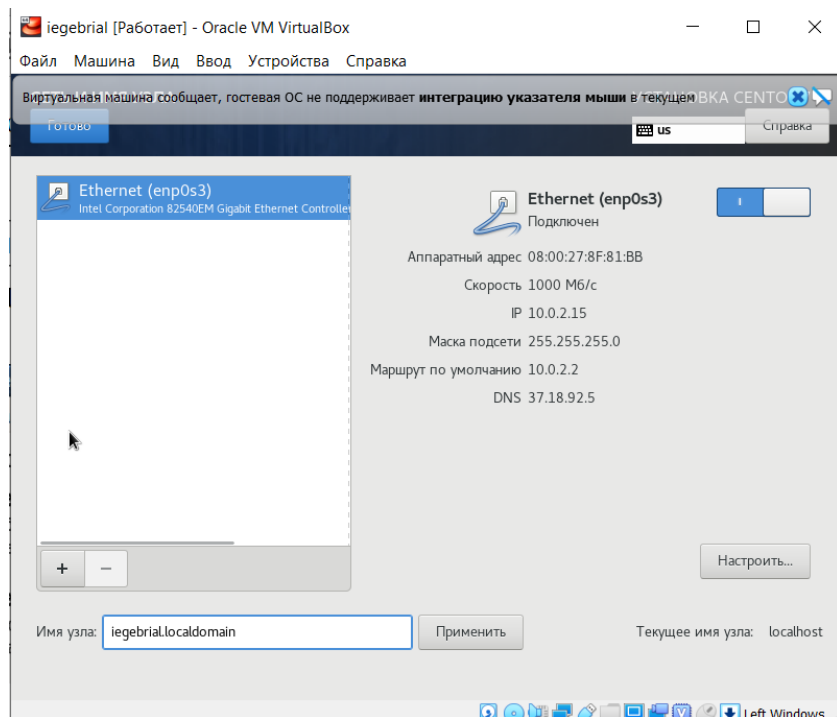 iegebrial [Работает] - Oracle VM VirtualBox
Файл Машина Вид Ввод Устройства Справка
Виртуальная машина сообщает, гостевая ОС не поддерживает интеграцию указателя мыши в текущем
ВКА CENTO
Готово
us
Справка
Ethernet (enp0s3)
Intel Corporation 82540EM Gigabit Ethernet Controlle
Ethernet (enp0s3)
Подключен
Аппаратный адрес 08:00:27:8F:81:BB
Скорость 1000 Мб/с
IP 10.0.2.15
Маска подсети 255.255.255.0
Маршрут по умолчанию 10.0.2.2
DNS 37.18.92.5
+ −
Настроить...
Имя узла: iegebrial.localdomain Применить Текущее имя узла: localhost
Left Windows